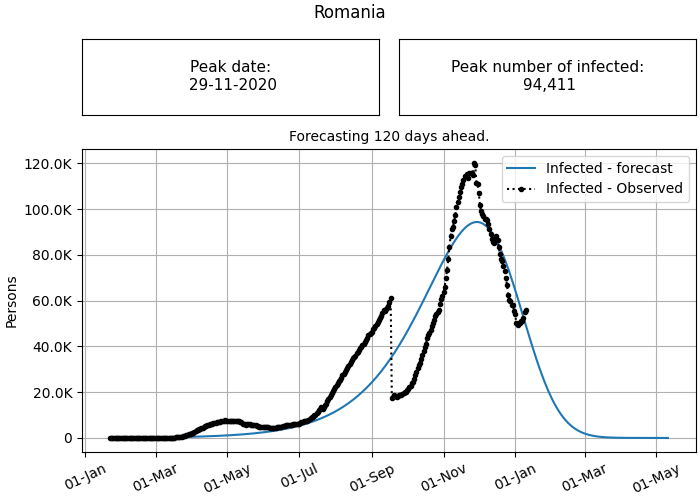 Romania
Peak date:
29-11-2020
Peak number of infected:
94,411
Forecasting 120 days ahead.
120.0K
100.0K
80.0K
60.0K
40.0K
20.0K
0
Persons
Infected - forecast
Infected - Observed
01-Jan
01-Mar
01-May
01-Jul
01-Sep
01-Nov
01-Jan
01-Mar
01-May